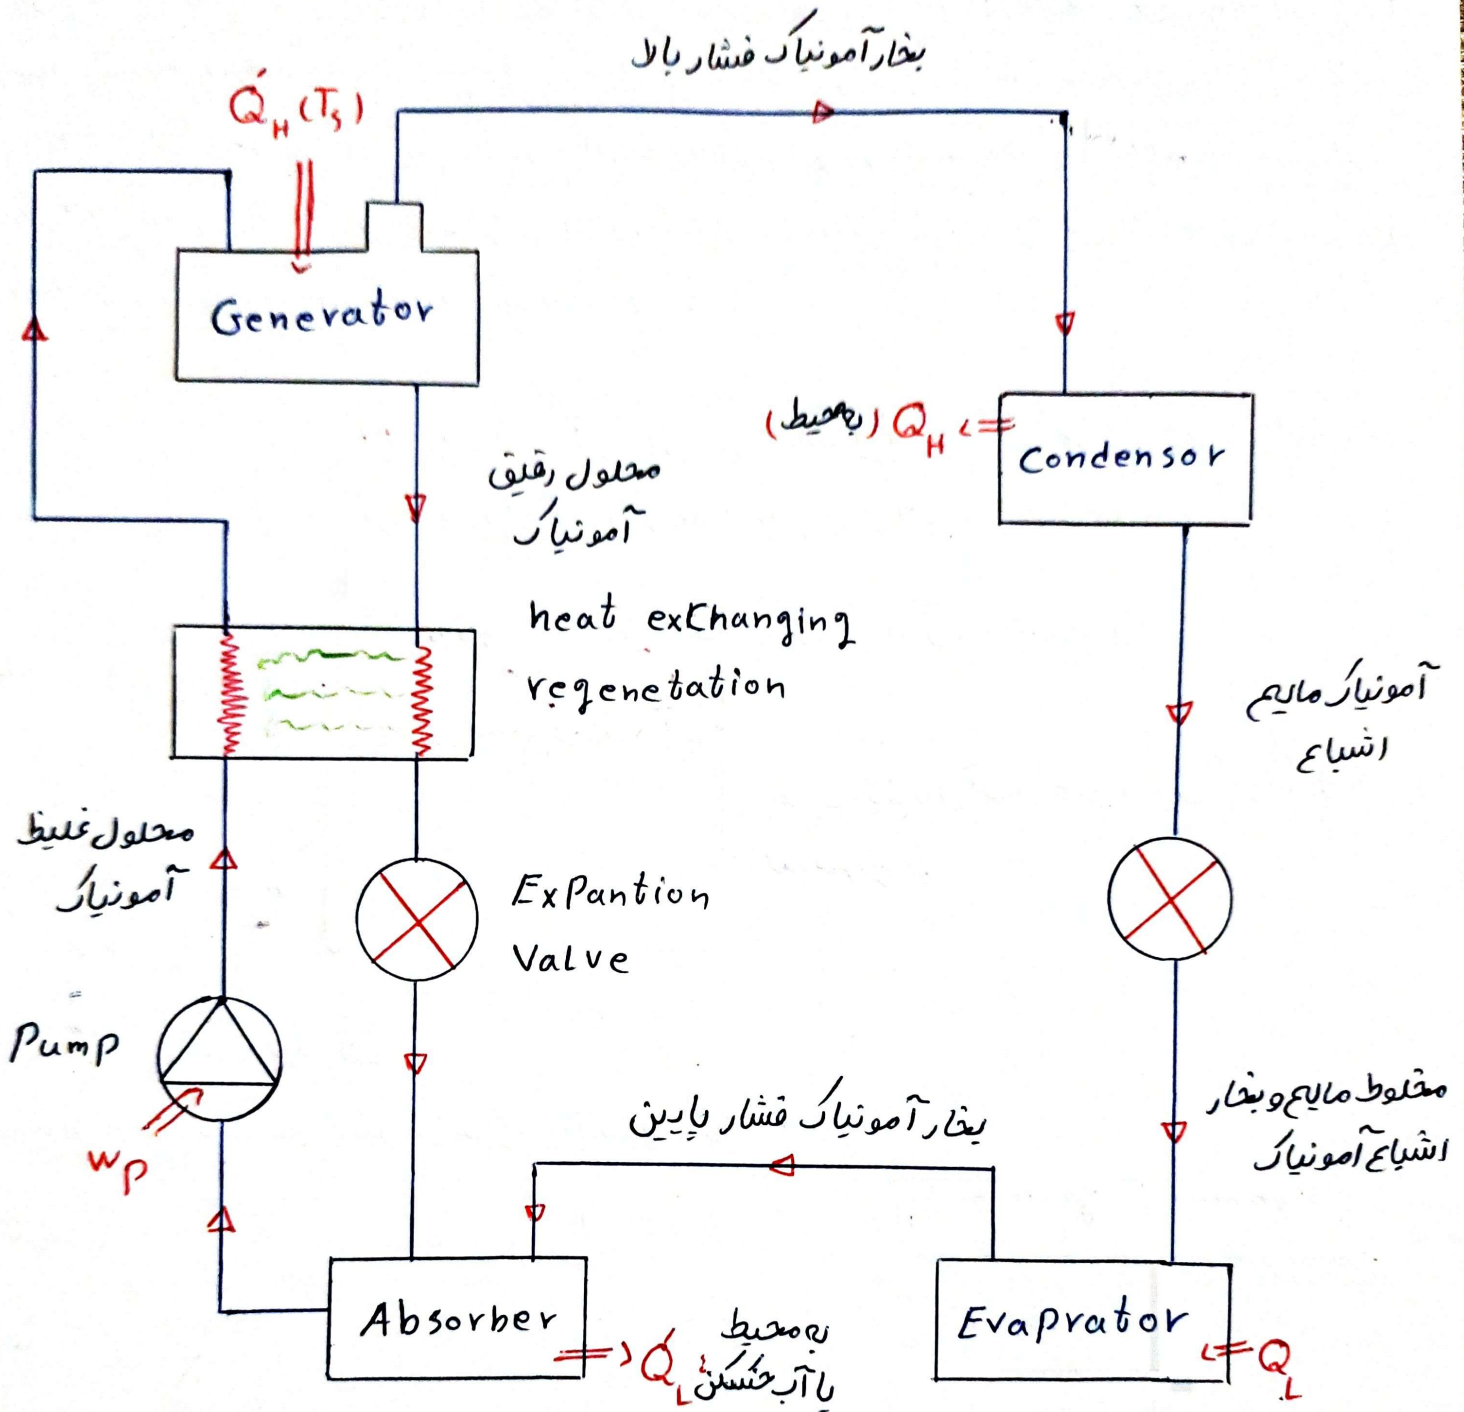 بخار آمونیاک فشار بالا
Q́H (Ts)
Generator
(به محیط) QH
Condensor
محلول رقیق
آمونیاک
heat exChanging
regenetation
آمونیاک مایع
اشباع
محلول غلیظ
آمونیاک
ExPantion
Valve
Pump
wp
بخار آمونیاک فشار پایین
مخلوط مایع و بخار
اشباع آمونیاک
Absorber
Q́L
به محیط
یا آب خنک‌کن
Evaprator
QL